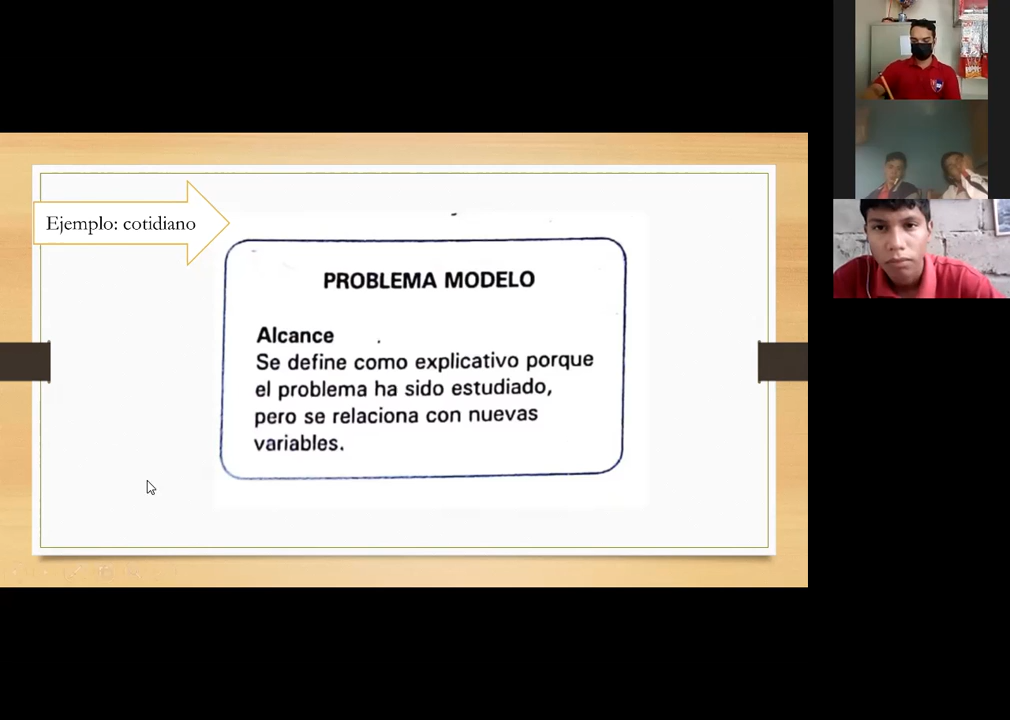 Ejemplo: cotidiano
PROBLEMA MODELO
Alcance
Se define como explicativo porque
el problema ha sido estudiado,
pero se relaciona con nuevas
variables.